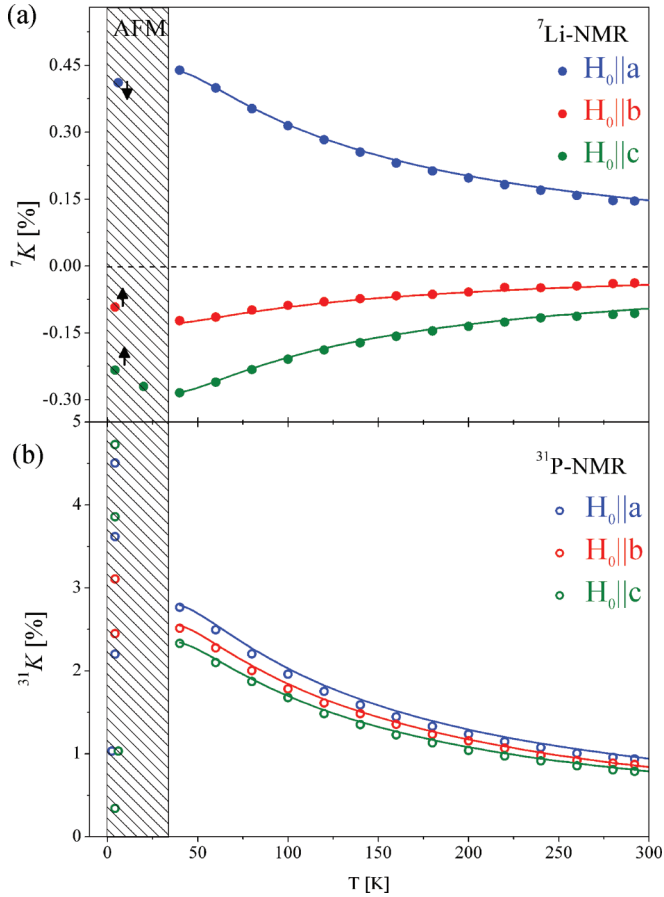 (a)
AFM
⁷Li-NMR
H₀||a
H₀||b
H₀||c
0.45
0.30
0.15
0.00
-0.15
-0.30
⁷K [%]
(b)
³¹P-NMR
H₀||a
H₀||b
H₀||c
5
4
3
2
1
0
³¹K [%]
0 50 100 150 200 250 300
T [K]